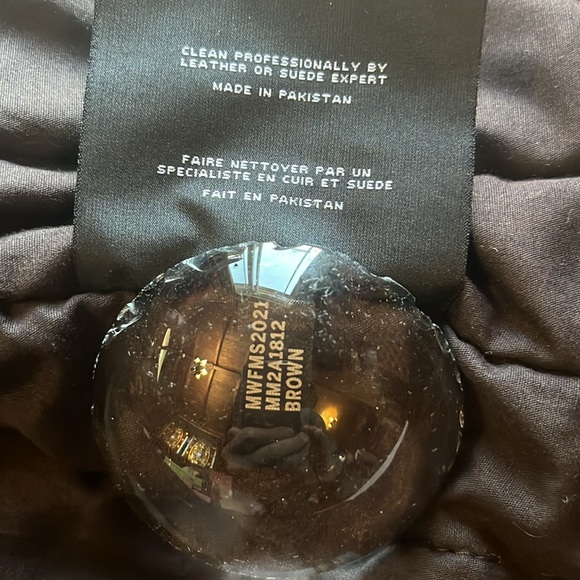 CLEAN PROFESSIONALLY BY
LEATHER OR SUEDE EXPERT
MADE IN PAKISTAN
FAIRE NETTOYER PAR UN
SPECIALISTE EN CUIR ET SUEDE
FAIT EN PAKISTAN
MWFMS2021
MM2A1812
BROWN